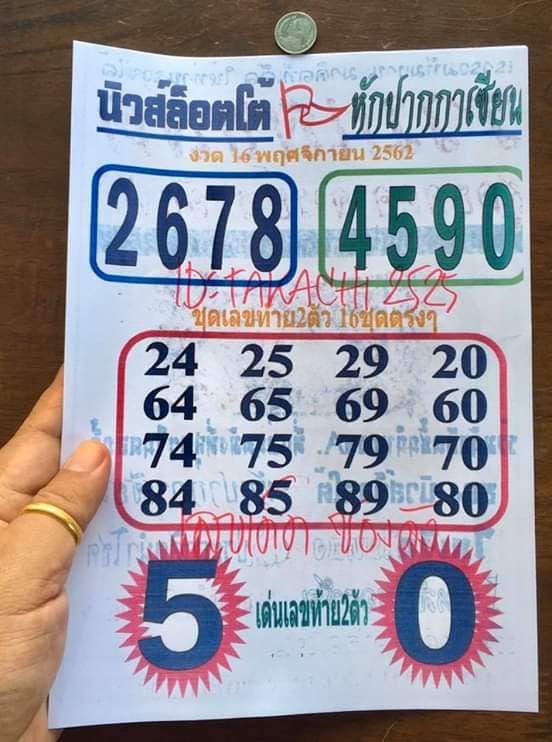 นิวส์ล็อตโต้ หักปากกาเซียน
งวด 16 พฤศจิกายน 2562
2678 4590
ID:TAKACHI 2525
ชุดเลขท้าย2ตัว 16ชุดตรงๆ
24 25 29 20
64 65 69 60
74 75 79 70
84 85 89 80
5 เด่นเลขท้าย2ตัว 0